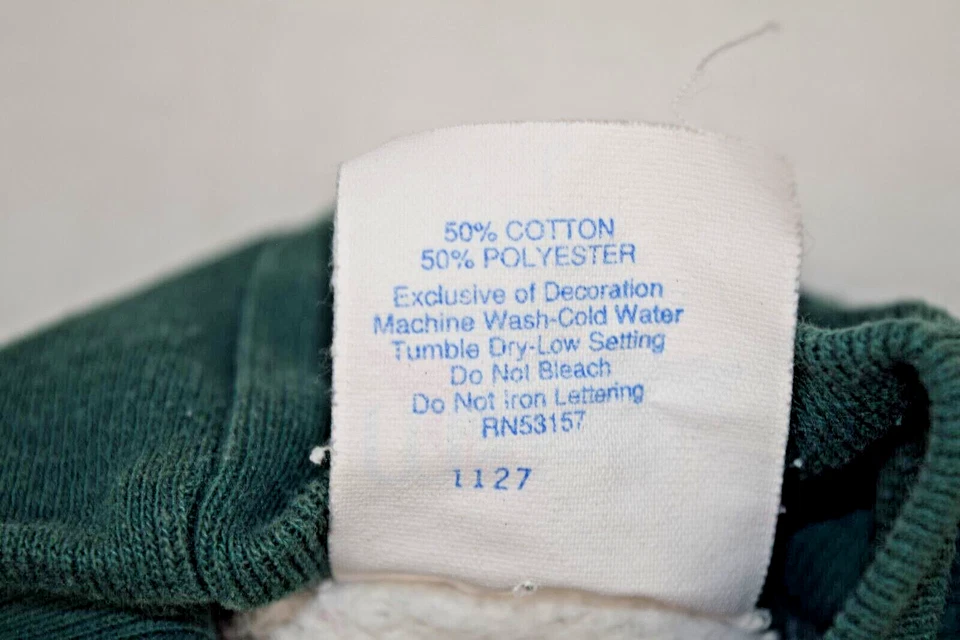 50% COTTON
50% POLYESTER
Exclusive of Decoration
Machine Wash-Cold Water
Tumble Dry-Low Setting
Do Not Bleach
Do Not Iron Lettering
RN53157
1127